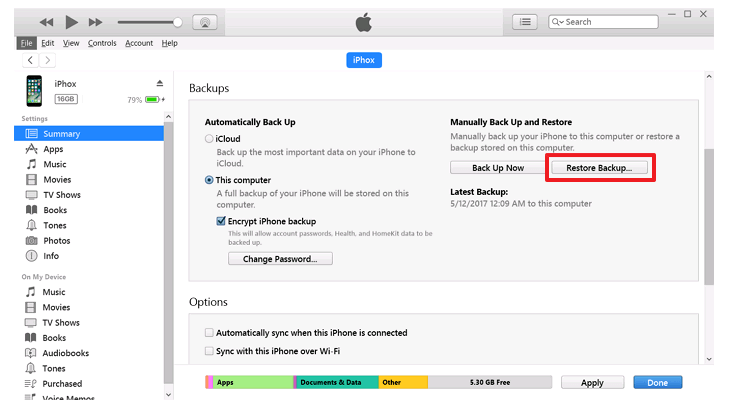 Search
File Edit View Controls Account Help
iPhox
iPhox
16GB
79%
Settings
Summary
Apps
Music
Movies
TV Shows
Books
Tones
Photos
Info
On My Device
Music
Movies
TV Shows
Books
Audiobooks
Tones
Purchased
Voice Memos
Backups
Automatically Back Up
iCloud
Back up the most important data on your iPhone to
iCloud.
This computer
A full backup of your iPhone will be stored on this
computer.
Encrypt iPhone backup
This will allow account passwords, Health, and HomeKit data to be
backed up.
Change Password...
Manually Back Up and Restore
Manually back up your iPhone to this computer or restore a
backup stored on this computer.
Back Up Now
Restore Backup...
Latest Backup:
5/12/2017 12:09 AM to this computer
Options
Automatically sync when this iPhone is connected
Sync with this iPhone over Wi-Fi
Apps
Documents & Data
Other
5.30 GB Free
Apply
Done